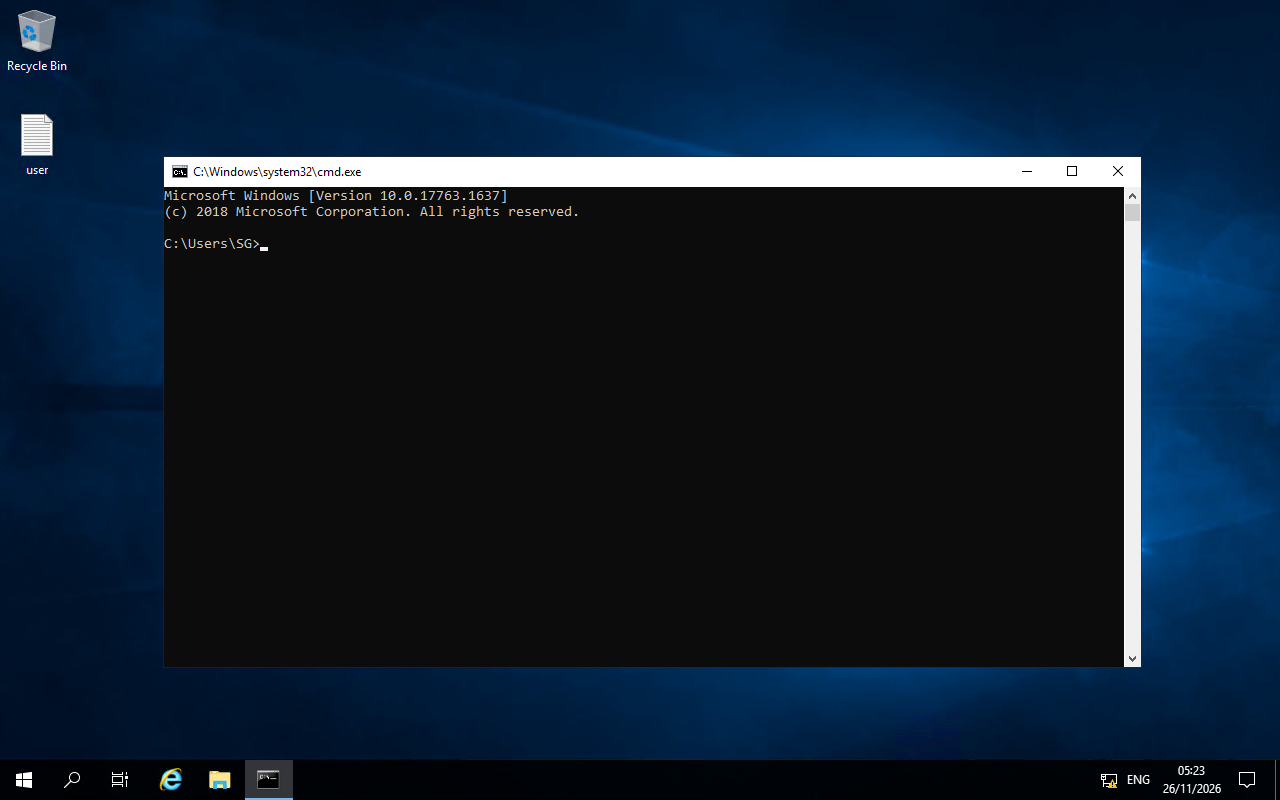 Recycle Bin
user
C:\Windows\system32\cmd.exe
Microsoft Windows [Version 10.0.17763.1637]
(c) 2018 Microsoft Corporation. All rights reserved.
C:\Users\SG>
ENG
05:23
26/11/2026